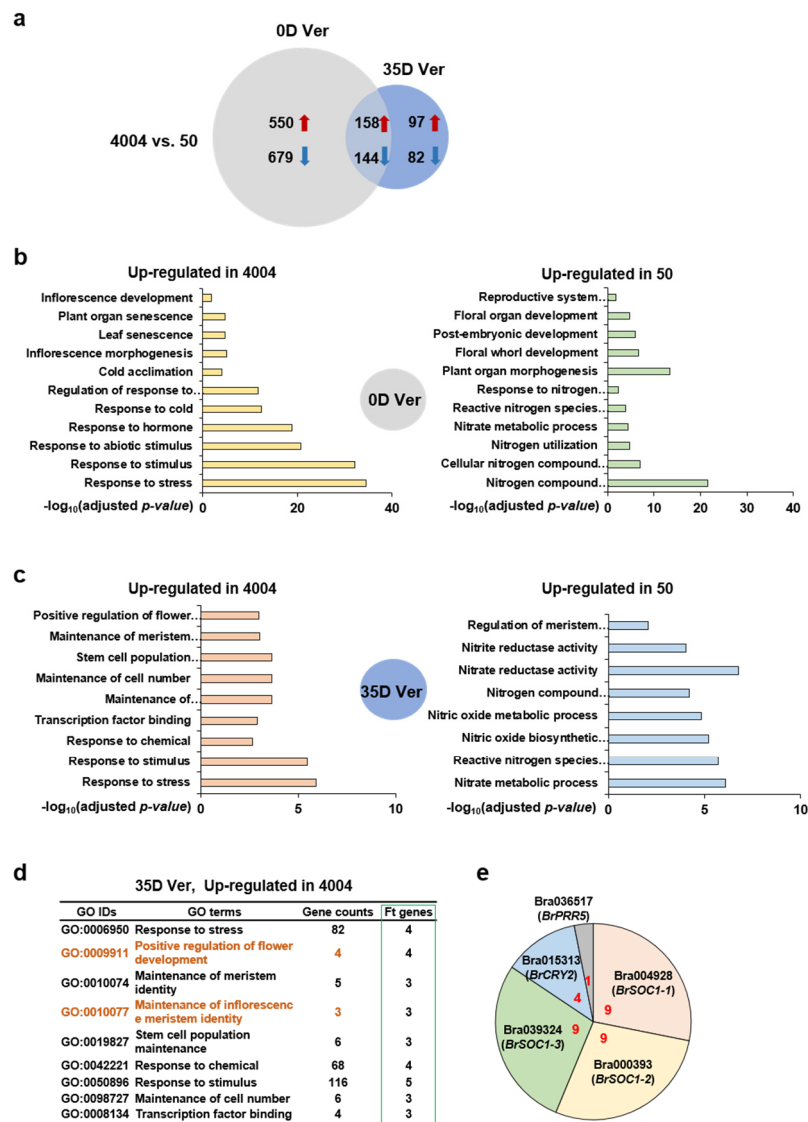 a
0D Ver
35D Ver
4004 vs. 50
550 158 97
679 144 82
b
Up-regulated in 4004
Inflorescence development
Plant organ senescence
Leaf senescence
Inflorescence morphogenesis
Cold acclimation
Regulation of response to..
Response to cold
Response to hormone
Response to abiotic stimulus
Response to stimulus
Response to stress
-log10(adjusted p-value) 0 20 40
0D Ver
Up-regulated in 50
Reproductive system..
Floral organ development
Post-embryonic development
Floral whorl development
Plant organ morphogenesis
Response to nitrogen..
Reactive nitrogen species..
Nitrate metabolic process
Nitrogen utilization
Cellular nitrogen compound..
Nitrogen compound..
-log10(adjusted p-value) 0 10 20 30 40
c
Up-regulated in 4004
Positive regulation of flower..
Maintenance of meristem..
Stem cell population..
Maintenance of cell number
Maintenance of..
Transcription factor binding
Response to chemical
Response to stimulus
Response to stress
-log10(adjusted p-value) 0 5 10
35D Ver
Up-regulated in 50
Regulation of meristem..
Nitrite reductase activity
Nitrate reductase activity
Nitrogen compound..
Nitric oxide metabolic process
Nitric oxide biosynthetic..
Reactive nitrogen species..
Nitrate metabolic process
-log10(adjusted p-value) 0 5 10
d
35D Ver, Up-regulated in 4004
GO IDs GO terms Gene counts Ft genes
GO:0006950 Response to stress 82 4
GO:0009911 Positive regulation of flower 4 4
development
GO:0010074 Maintenance of meristem 5 3
identity
GO:0010077 Maintenance of inflorescenc 3 3
e meristem identity
GO:0019827 Stem cell population 6 3
maintenance
GO:0042221 Response to chemical 68 4
GO:0050896 Response to stimulus 116 5
GO:0098727 Maintenance of cell number 6 3
GO:0008134 Transcription factor binding 4 3
e
Bra036517
(BrPRR5)
1
Bra015313
(BrCRY2)
4
Bra004928
(BrSOC1-1)
9
Bra039324
(BrSOC1-3)
9
Bra000393
(BrSOC1-2)
9